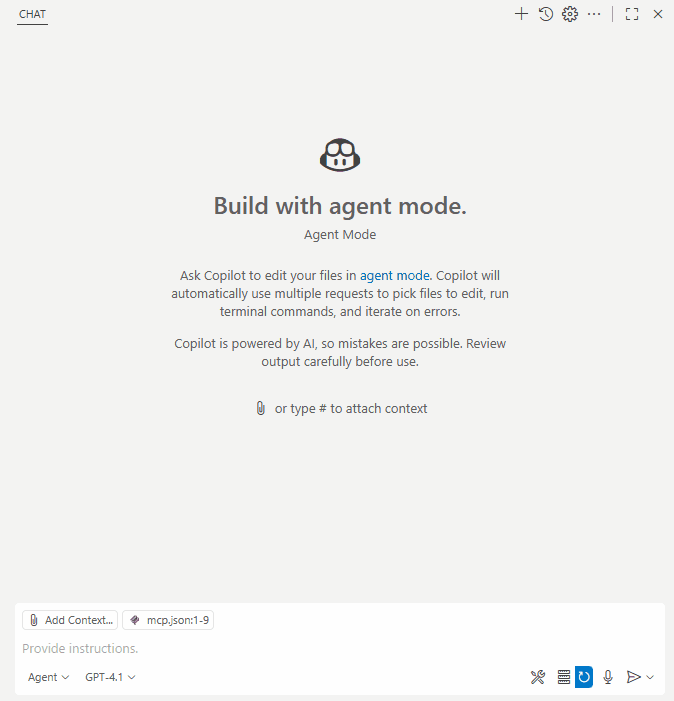 CHAT
Build with agent mode.
Agent Mode
Ask Copilot to edit your files in agent mode. Copilot will
automatically use multiple requests to pick files to edit, run
terminal commands, and iterate on errors.
Copilot is powered by AI, so mistakes are possible. Review
output carefully before use.
or type # to attach context
Add Context... mcp.json:1-9
Provide instructions.
Agent GPT-4.1